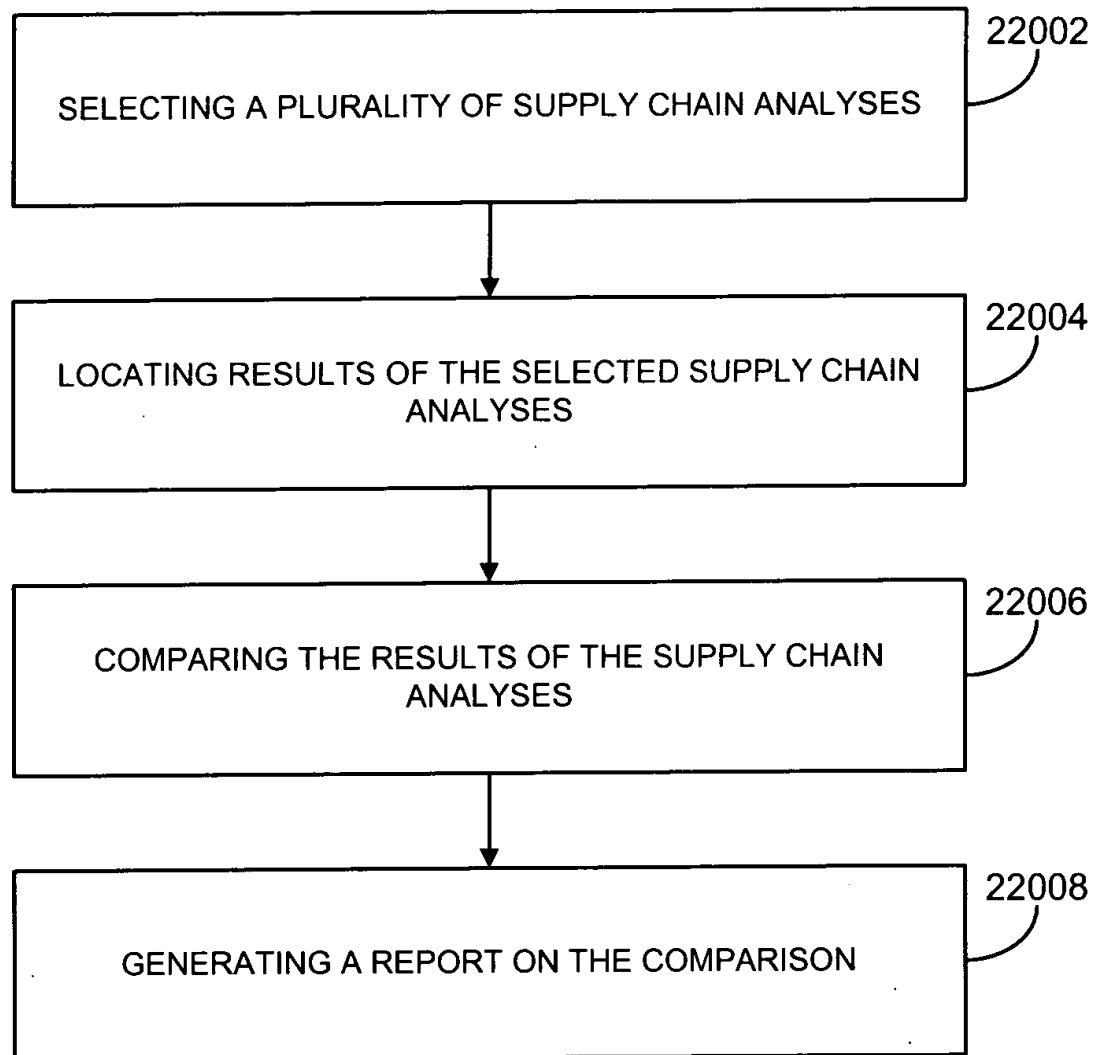 22002
SELECTING A PLURALITY OF SUPPLY CHAIN ANALYSES
22004
LOCATING RESULTS OF THE SELECTED SUPPLY CHAIN
ANALYSES
22006
COMPARING THE RESULTS OF THE SUPPLY CHAIN
ANALYSES
22008
GENERATING A REPORT ON THE COMPARISON